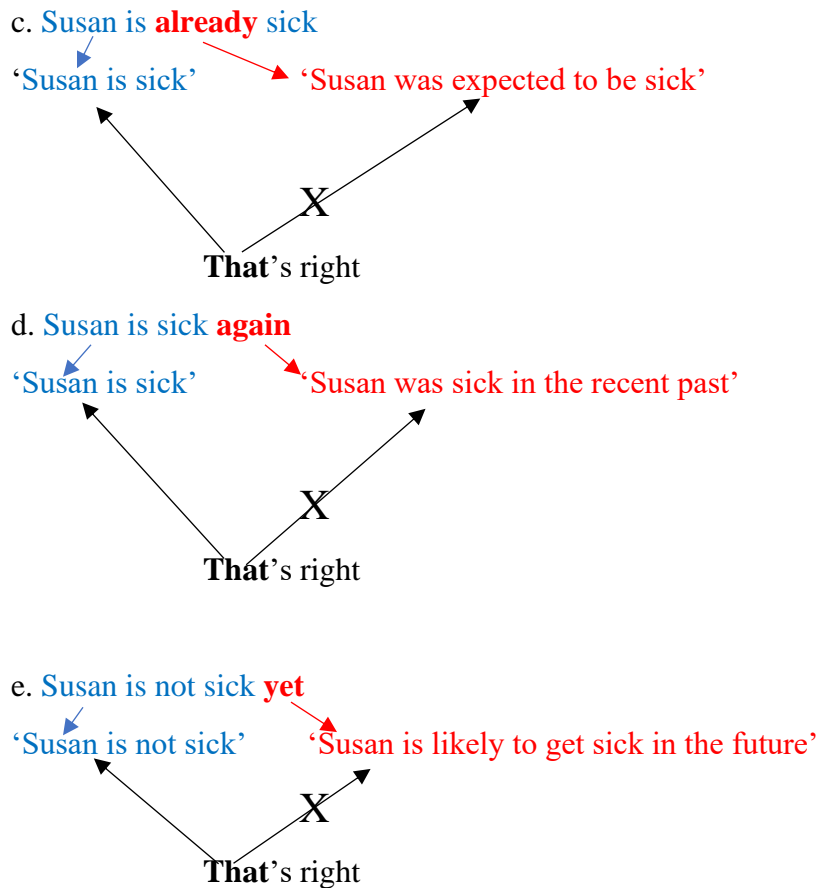 c. Susan is already sick
‘Susan is sick’ ‘Susan was expected to be sick’
X
That’s right
d. Susan is sick again
‘Susan is sick’ ‘Susan was sick in the recent past’
X
That’s right
e. Susan is not sick yet
‘Susan is not sick’ ‘Susan is likely to get sick in the future’
X
That’s right